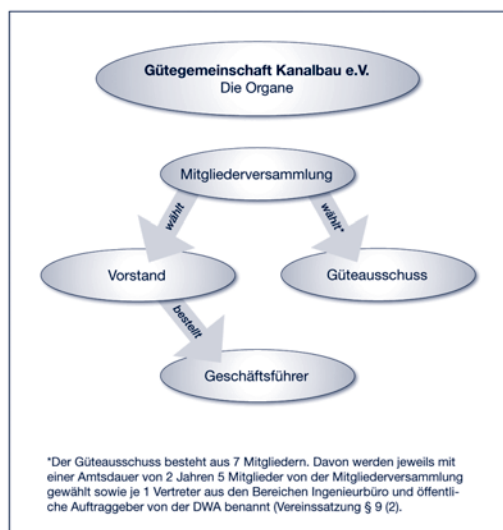 Gütegemeinschaft Kanalbau e.V.
Die Organe
Mitgliederversammlung
wählt
wählt*
Vorstand
Güteausschuss
bestellt
Geschäftsführer
*Der Güteausschuss besteht aus 7 Mitgliedern. Davon werden jeweils mit
einer Amtsdauer von 2 Jahren 5 Mitglieder von der Mitgliederversammlung
gewählt sowie je 1 Vertreter aus den Bereichen Ingenieurbüro und öffentli-
che Auftraggeber von der DWA benannt (Vereinssatzung § 9 (2).